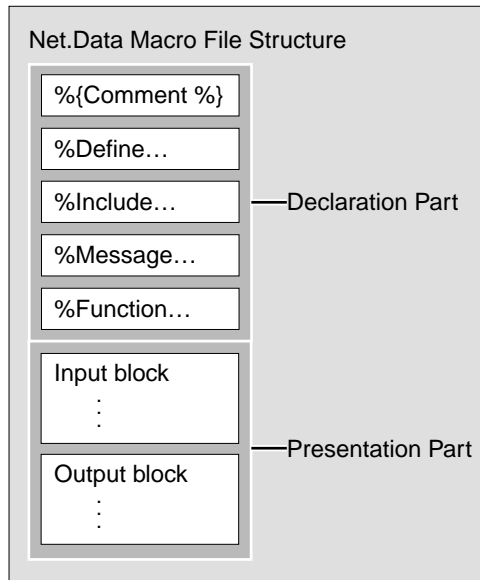 Net.Data Macro File Structure
%{Comment %}
%Define…
%Include…
Declaration Part
%Message…
%Function…
Input block
.
.
.
Presentation Part
Output block
.
.
.